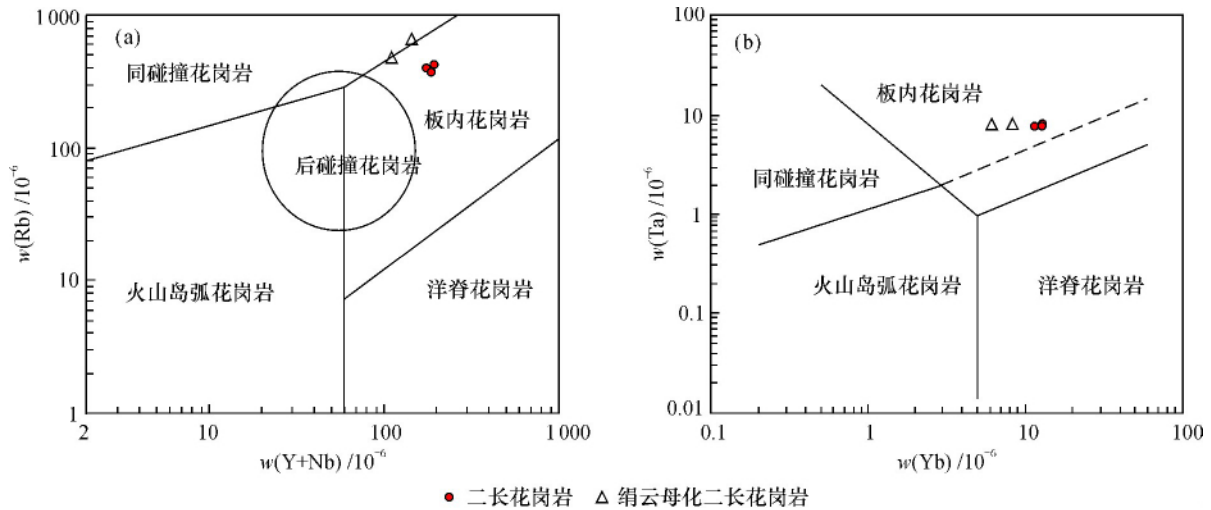 (a)
1 000
100
10
1
w(Rb) /10⁻⁶
同碰撞花岗岩
板内花岗岩
后碰撞花岗岩
火山岛弧花岗岩
洋脊花岗岩
2
10
100
1 000
w(Y+Nb) /10⁻⁶
(b)
100
10
1
0.1
0.01
w(Ta) /10⁻⁶
板内花岗岩
同碰撞花岗岩
火山岛弧花岗岩
洋脊花岗岩
0.1
1
10
100
w(Yb) /10⁻⁶
二长花岗岩 绢云母化二长花岗岩